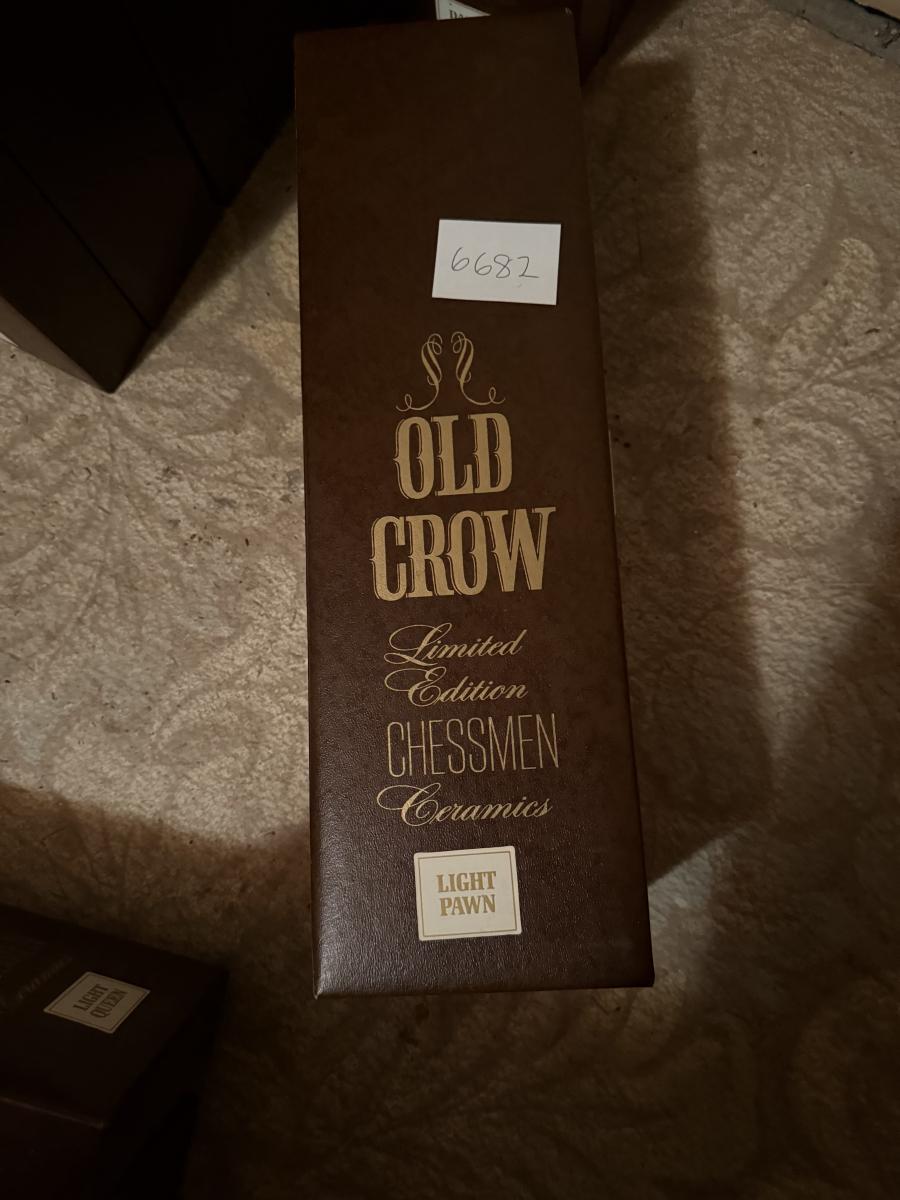 6682
OLD
CROW
Limited
Edition
CHESSMEN
Ceramics
LIGHT
PAWN
LIGHT
QUEEN